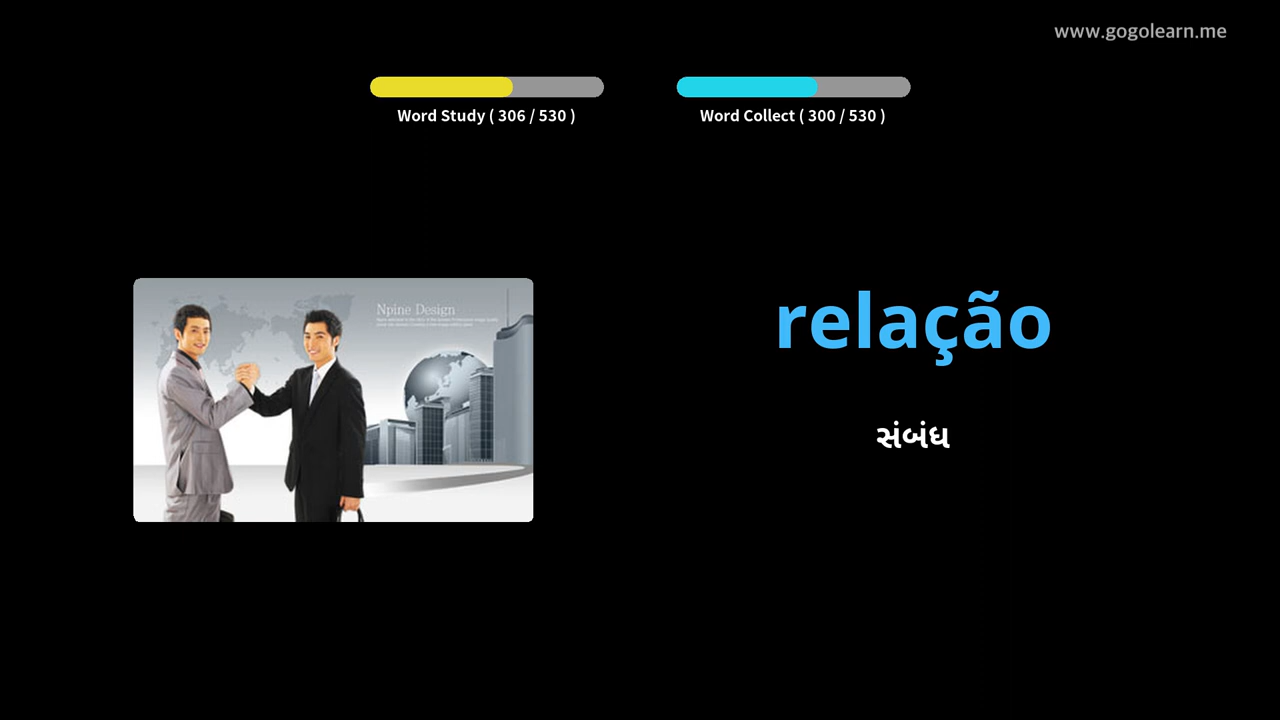 www.gogolearn.me
Word Study ( 306 / 530 )
Word Collect ( 300 / 530 )
Npine Design
relação
સંબંધ